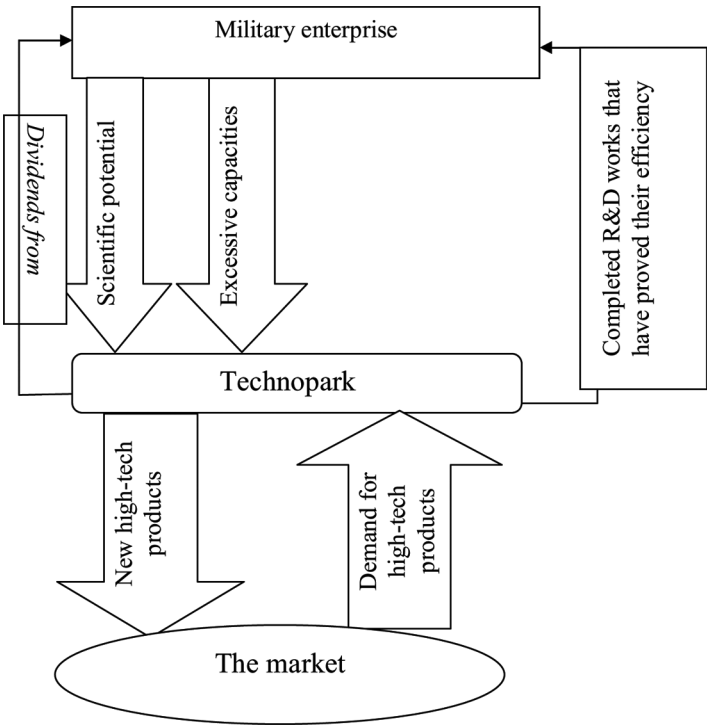 Military enterprise
Dividends from
Scientific potential
Excessive capacities
Completed R&D works that
have proved their efficiency
Technopark
New high-tech
products
Demand for
high-tech
products
The market